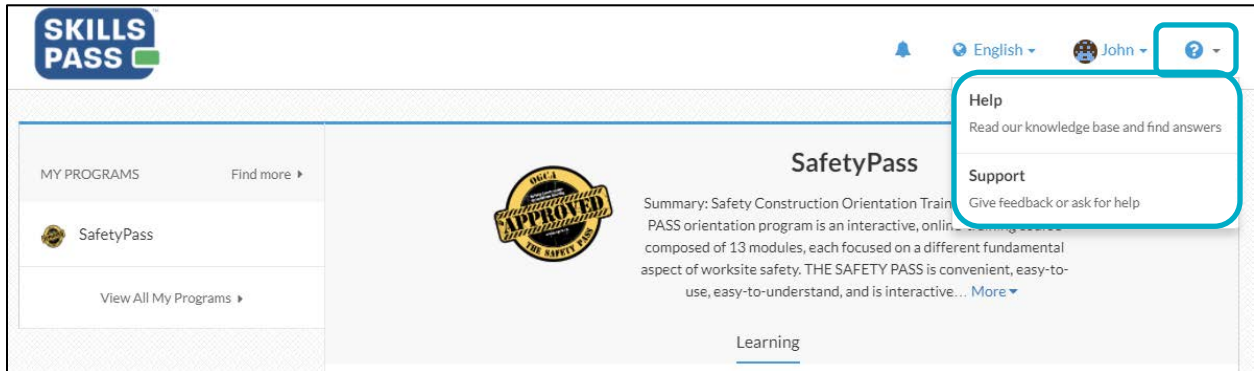 SKILLS
PASS
English
John
Help
Read our knowledge base and find answers
Support
Give feedback or ask for help
MY PROGRAMS Find more
SafetyPass
View All My Programs
OGCA
APPROVED
THE SAFETY PASS
SafetyPass
Summary: Safety Construction Orientation
PASS orientation program is an interactive,
composed of 13 modules, each focused on a different fundamental
aspect of worksite safety. THE SAFETY PASS is convenient, easy-to-
use, easy-to-understand, and is interactive… More
Learning